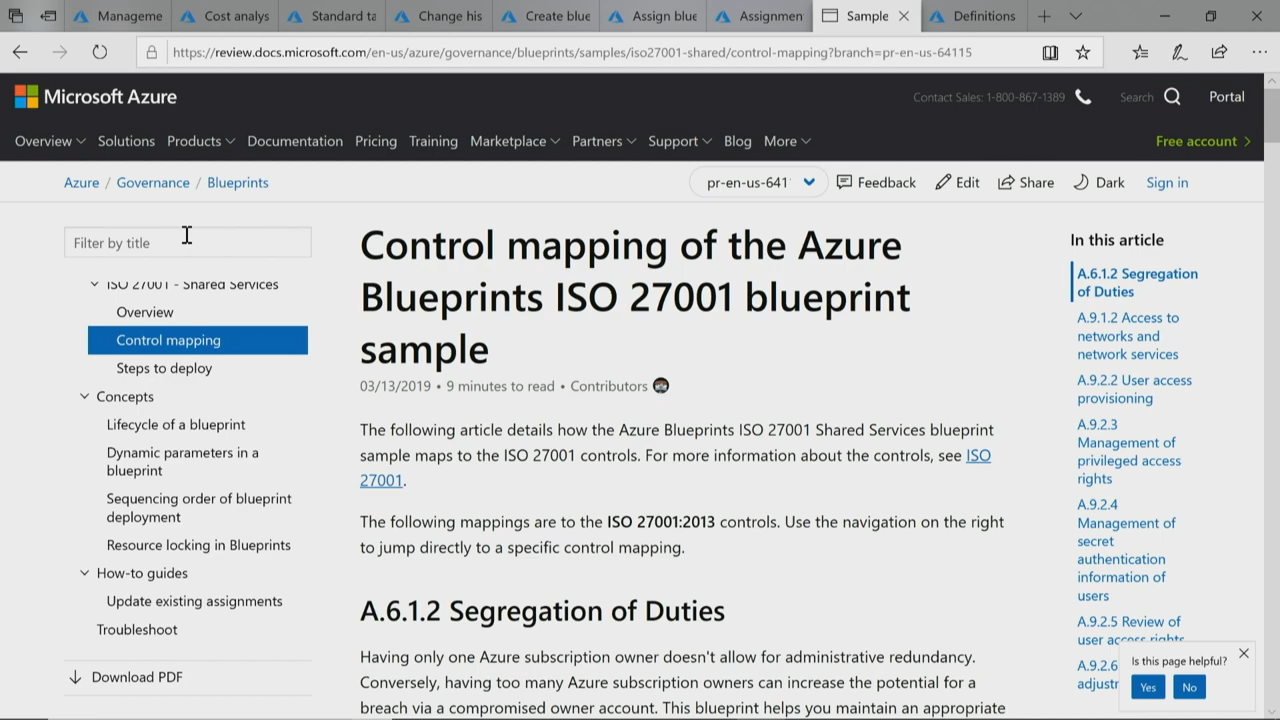 Manageme
Cost analys
Standard ta
Change his
Create blue
Assign blue
Assignmen
Sample
Definitions
https://review.docs.microsoft.com/en-us/azure/governance/blueprints/samples/iso27001-shared/control-mapping?branch=pr-en-us-64115
Microsoft Azure
Contact Sales: 1-800-867-1389
Search
Portal
Overview
Solutions
Products
Documentation
Pricing
Training
Marketplace
Partners
Support
Blog
More
Free account
Azure / Governance / Blueprints
pr-en-us-641
Feedback
Edit
Share
Dark
Sign in
Filter by title
ISO 27001 - Shared Services
Overview
Control mapping
Steps to deploy
Concepts
Lifecycle of a blueprint
Dynamic parameters in a
blueprint
Sequencing order of blueprint
deployment
Resource locking in Blueprints
How-to guides
Update existing assignments
Troubleshoot
Download PDF
Control mapping of the Azure
Blueprints ISO 27001 blueprint
sample
03/13/2019 • 9 minutes to read • Contributors
The following article details how the Azure Blueprints ISO 27001 Shared Services blueprint
sample maps to the ISO 27001 controls. For more information about the controls, see ISO
27001.
The following mappings are to the ISO 27001:2013 controls. Use the navigation on the right
to jump directly to a specific control mapping.
A.6.1.2 Segregation of Duties
Having only one Azure subscription owner doesn't allow for administrative redundancy.
Conversely, having too many Azure subscription owners can increase the potential for a
breach via a compromised owner account. This blueprint helps you maintain an appropriate
In this article
A.6.1.2 Segregation
of Duties
A.9.1.2 Access to
networks and
network services
A.9.2.2 User access
provisioning
A.9.2.3
Management of
privileged access
rights
A.9.2.4
Management of
secret
authentication
information of
users
A.9.2.5 Review of
user access rights
A.9.2.6
adjustr
Is this page helpful?
Yes
No